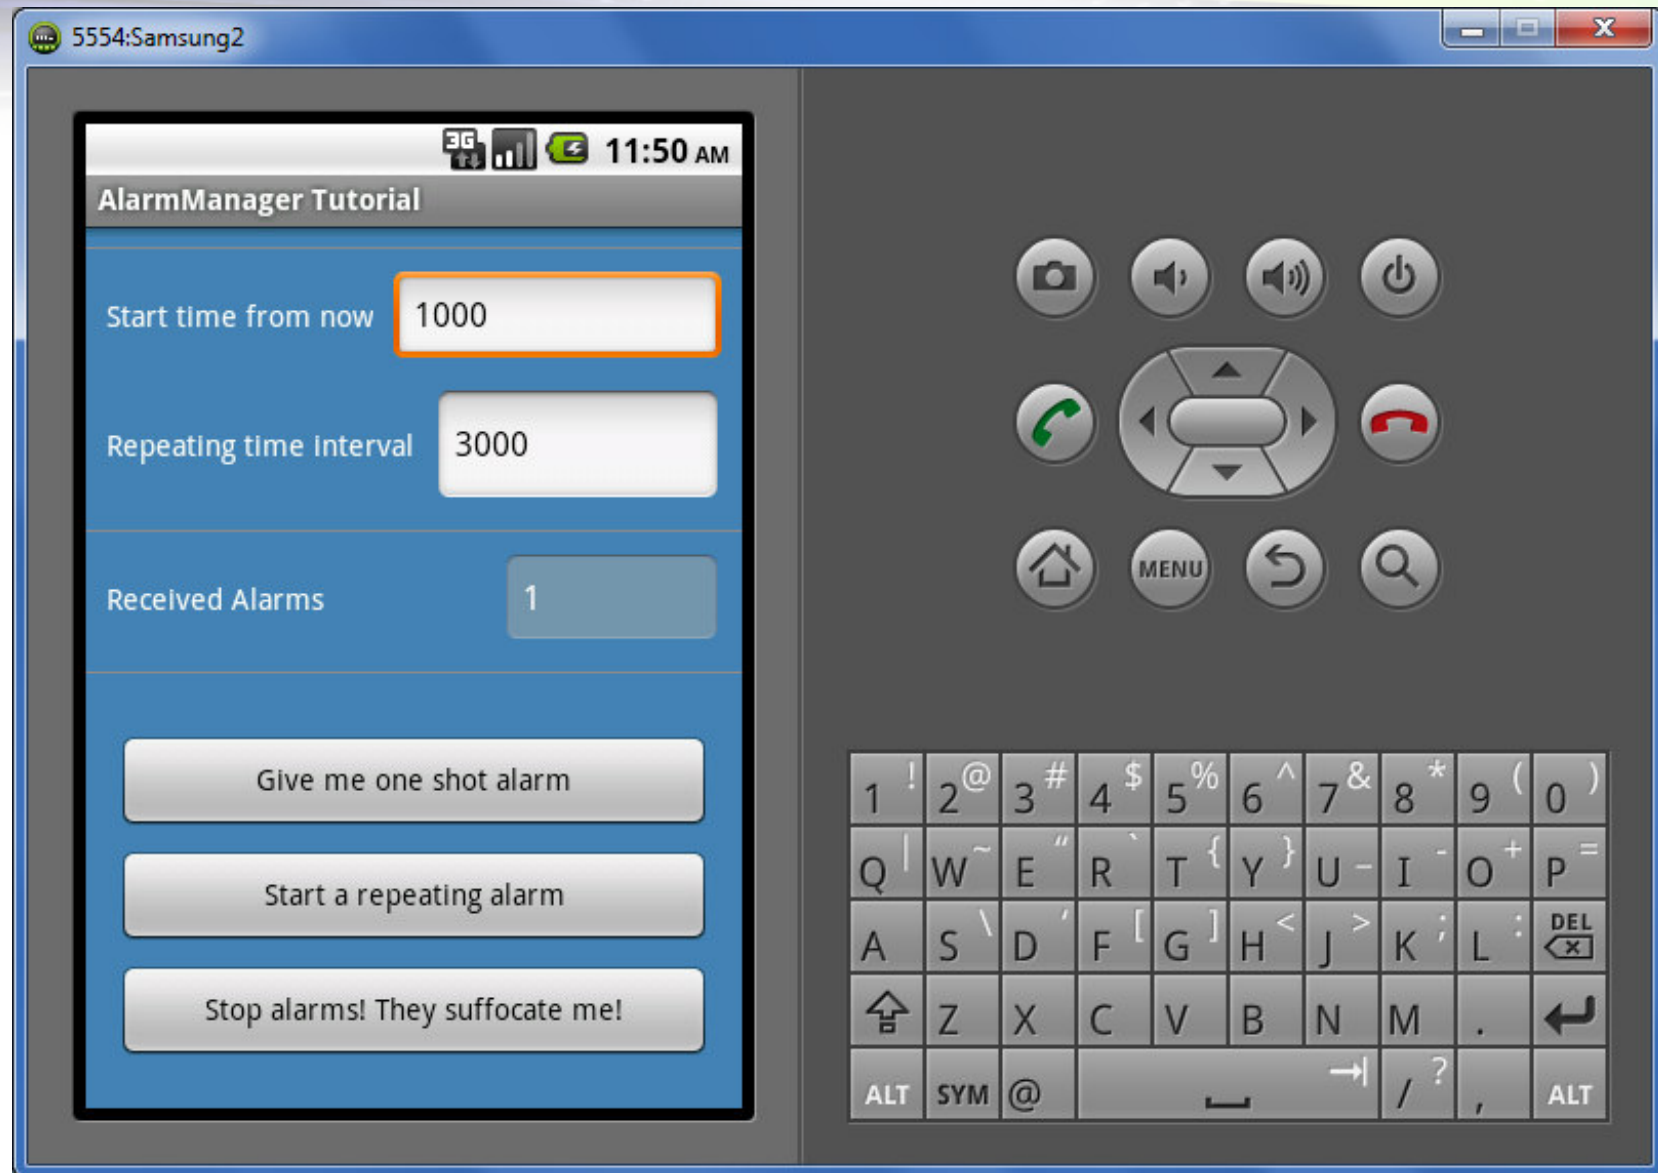 5554:Samsung2
3G 11:50 AM
AlarmManager Tutorial
Start time from now 1000
Repeating time interval 3000
Received Alarms 1
Give me one shot alarm
Start a repeating alarm
Stop alarms! They suffocate me!
MENU
1 ! 2 @ 3 # 4 $ 5 % 6 ^ 7 & 8 * 9 ( 0 )
Q | W ~ E " R ` T { Y } U _ I - O + P =
A S \ D ' F [ G ] H < J > K ; L : DEL
Z X C V B N M .
ALT SYM @ / ? , ALT